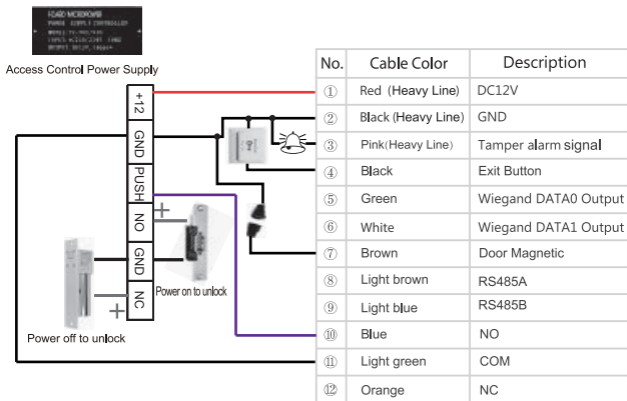 Access Control Power Supply
+12
GND
PUSH
NO
GND
NC
+
+
Power on to unlock
Power off to unlock
No. Cable Color Description
① Red (Heavy Line) DC12V
② Black (Heavy Line) GND
③ Pink(Heavy Line) Tamper alarm signal
④ Black Exit Button
⑤ Green Wiegand DATA0 Output
⑥ White Wiegand DATA1 Output
⑦ Brown Door Magnetic
⑧ Light brown RS485A
⑨ Light blue RS485B
⑩ Blue NO
⑪ Light green COM
⑫ Orange NC